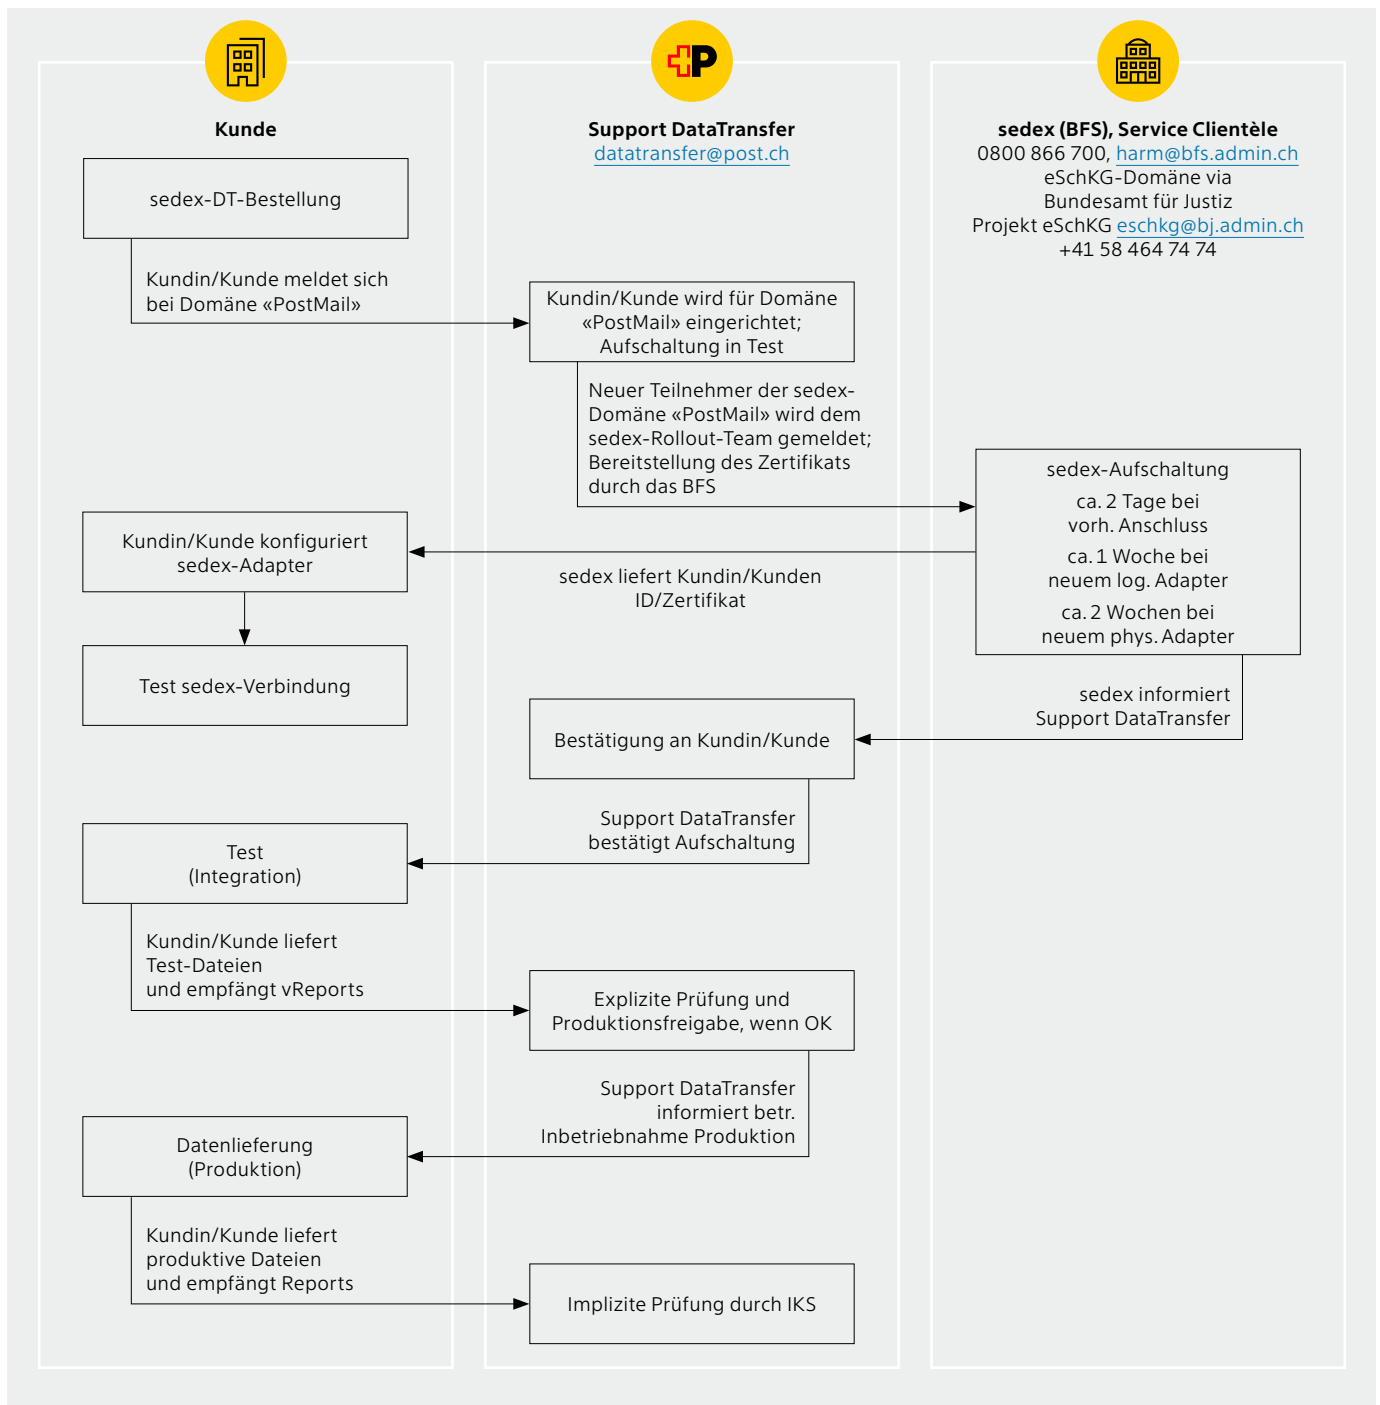 P
Kunde
Support DataTransfer
datatransfer@post.ch
sedex (BFS), Service Clientèle
0800 866 700, harm@bfs.admin.ch
eSchKG-Domäne via
Bundesamt für Justiz
Projekt eSchKG eschkg@bj.admin.ch
+41 58 464 74 74
sedex-DT-Bestellung
Kundin/Kunde meldet sich
bei Domäne «PostMail»
Kundin/Kunde wird für Domäne
«PostMail» eingerichtet;
Aufschaltung in Test
Neuer Teilnehmer der sedex-
Domäne «PostMail» wird dem
sedex-Rollout-Team gemeldet;
Bereitstellung des Zertifikats
durch das BFS
sedex-Aufschaltung
ca. 2 Tage bei
vorh. Anschluss
ca. 1 Woche bei
neuem log. Adapter
ca. 2 Wochen bei
neuem phys. Adapter
Kundin/Kunde konfiguriert
sedex-Adapter
sedex liefert Kundin/Kunden
ID/Zertifikat
Test sedex-Verbindung
sedex informiert
Support DataTransfer
Bestätigung an Kundin/Kunde
Support DataTransfer
bestätigt Aufschaltung
Test
(Integration)
Kundin/Kunde liefert
Test-Dateien
und empfängt vReports
Explizite Prüfung und
Produktionsfreigabe, wenn OK
Support DataTransfer
informiert betr.
Inbetriebnahme Produktion
Datenlieferung
(Produktion)
Kundin/Kunde liefert
produktive Dateien
und empfängt Reports
Implizite Prüfung durch IKS